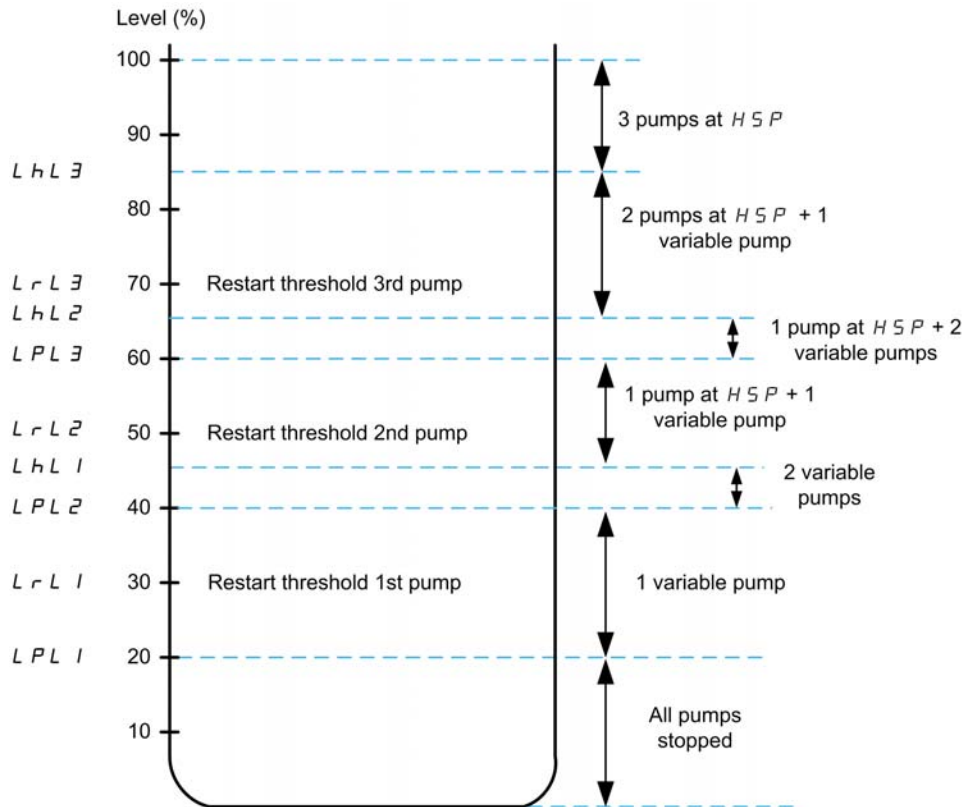 Level (%)
100
3 pumps at HSP
90
LhL3
80
2 pumps at HSP + 1
variable pump
LrL3
70
Restart threshold 3rd pump
LhL2
1 pump at HSP + 2
variable pumps
LPL3
60
1 pump at HSP + 1
variable pump
LrL2
50
Restart threshold 2nd pump
LhL1
2 variable
pumps
LPL2
40
LrL1
30
Restart threshold 1st pump
1 variable pump
LPL1
20
All pumps
stopped
10